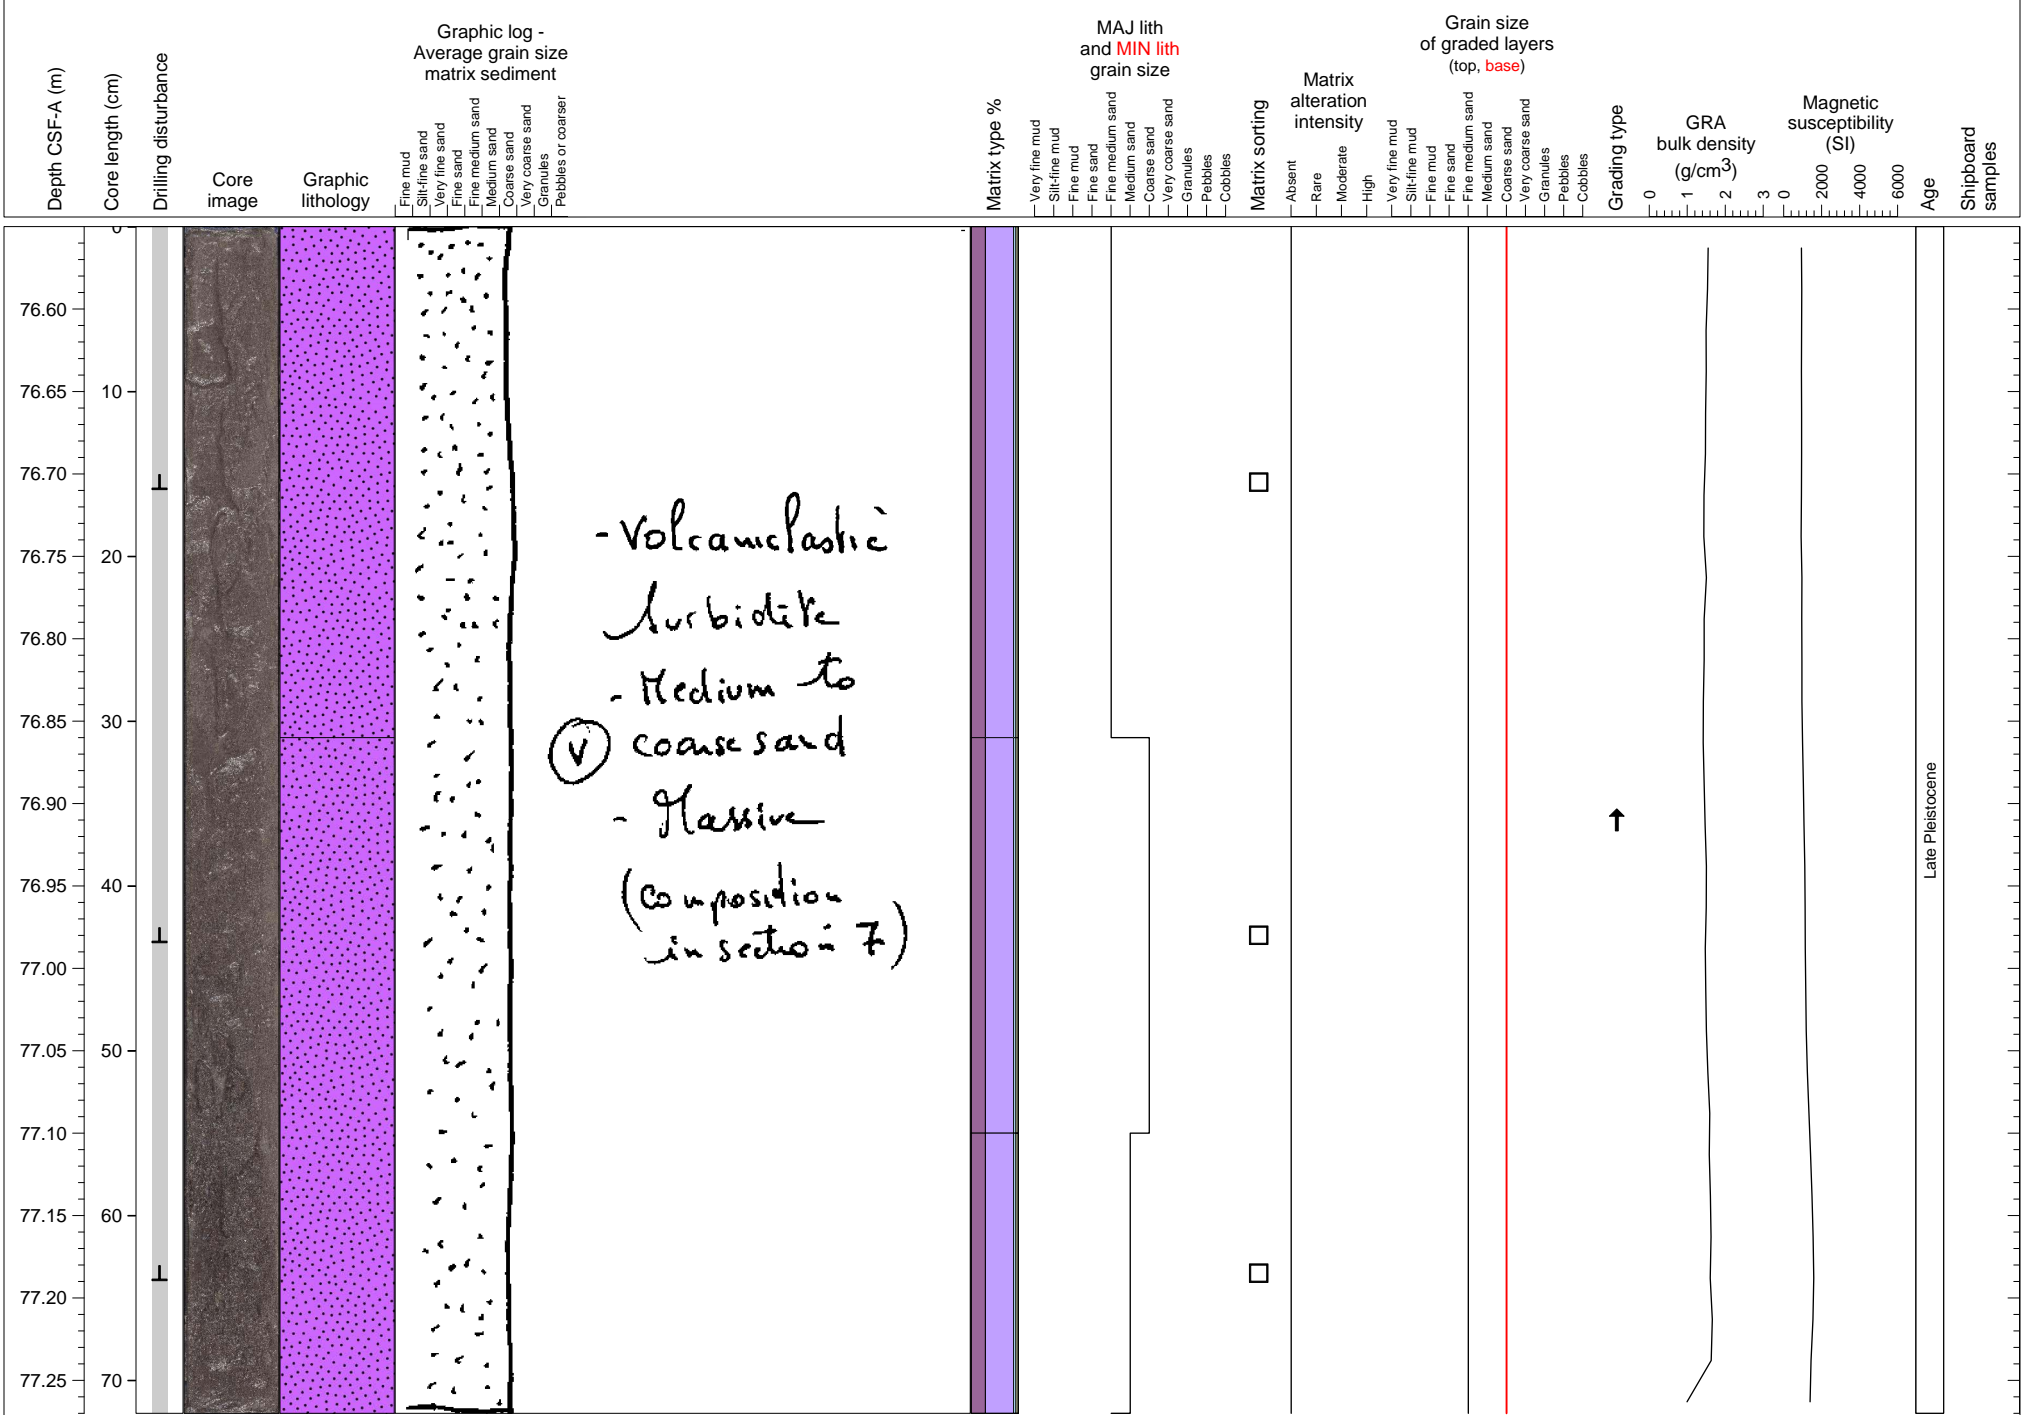 Depth CSF-A (m)
Core length (cm)
Drilling disturbance
Core
image
Graphic
lithology
Graphic log -
Average grain size
matrix sediment
Fine mud
Silt-fine sand
Very fine sand
Fine sand
Fine medium sand
Medium sand
Coarse sand
Very coarse sand
Granules
Pebbles or coarser
Matrix type %
MAJ lith
and MIN lith
grain size
Very fine mud
Silt-fine mud
Fine mud
Fine sand
Fine medium sand
Medium sand
Coarse sand
Very coarse sand
Granules
Pebbles
Cobbles
Matrix sorting
Matrix
alteration
intensity
Absent
Rare
Moderate
High
Grain size
of graded layers
(top, base)
Very fine mud
Silt-fine mud
Fine mud
Fine sand
Fine medium sand
Medium sand
Coarse sand
Very coarse sand
Granules
Pebbles
Cobbles
Grading type
GRA
bulk density
(g/cm3)
0 1 2 3
Magnetic
susceptibility
(SI)
0 2000 4000 6000
Age
Shipboard
samples
0
76.60
76.65 10
76.70
76.75 20
76.80
76.85 30
76.90
76.95 40
77.00
77.05 50
77.10
77.15 60
77.20
77.25 70
- Volcaniclastic
turbidite
- Medium to
V coarse sand
- Massive
(composition
in section 7)
Late Pleistocene